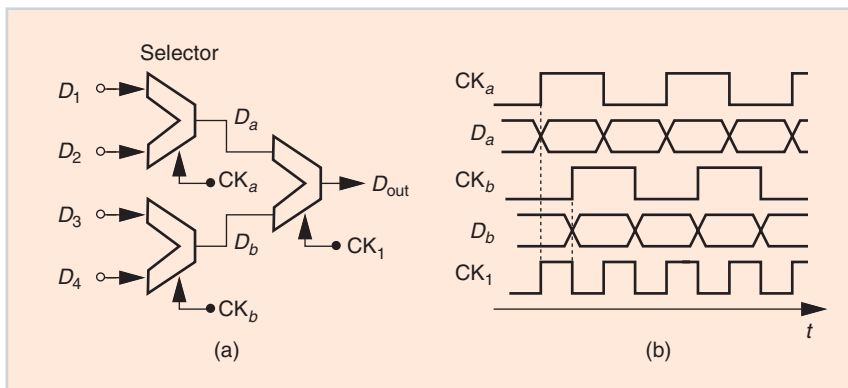 Selector
D1
D2
D3
D4
Da
Db
CKa
CKb
CK1
Dout
(a)
CKa
Da
CKb
Db
CK1
t
(b)